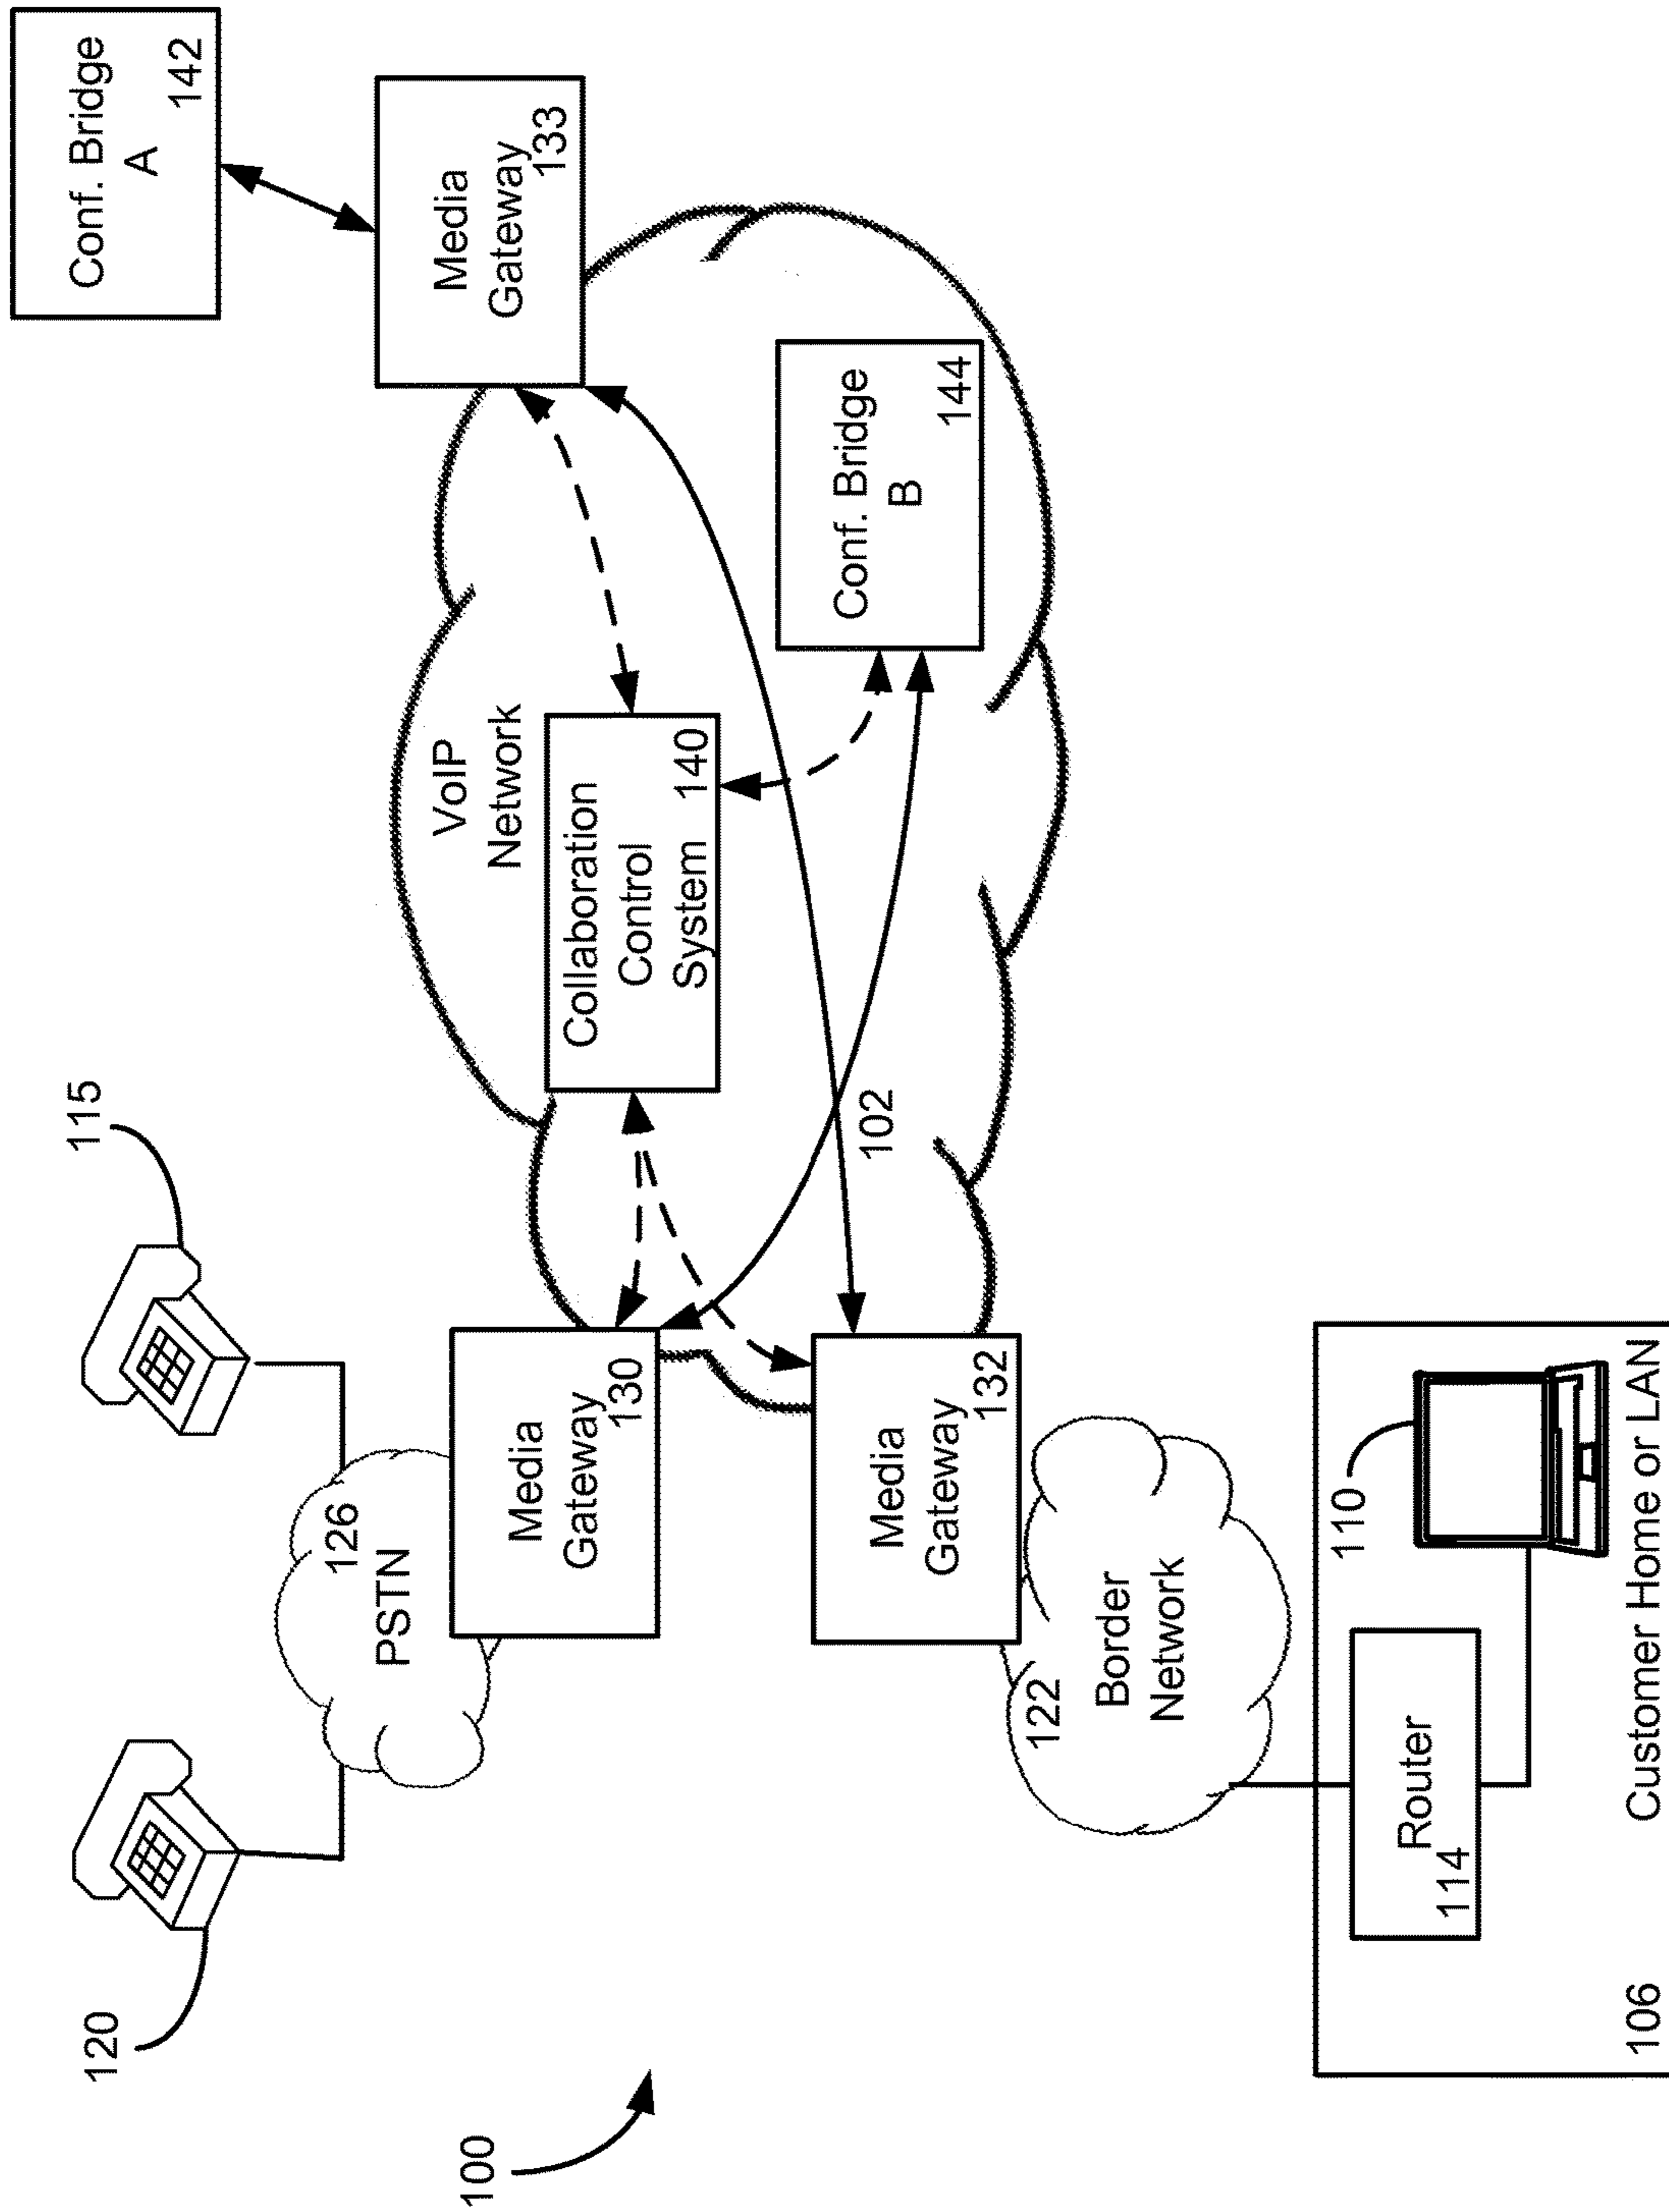 100
120
115
126
PSTN
Media
Gateway
130
Media
Gateway
132
122
Border
Network
Router
114
110
106
Customer Home or LAN
VoIP
Network
Collaboration
Control
System
140
102
Conf. Bridge
B
144
Media
Gateway
133
Conf. Bridge
A
142